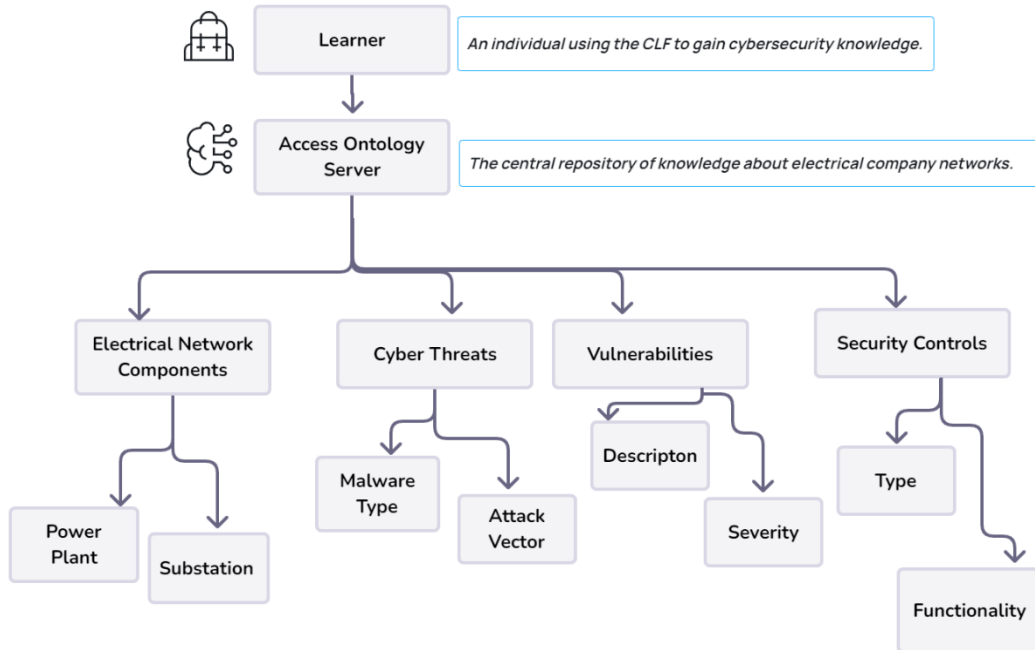 Learner
An individual using the CLF to gain cybersecurity knowledge.
Access Ontology
Server
The central repository of knowledge about electrical company networks.
Electrical Network
Components
Cyber Threats
Vulnerabilities
Security Controls
Power
Plant
Substation
Malware
Type
Attack
Vector
Descripton
Severity
Type
Functionality